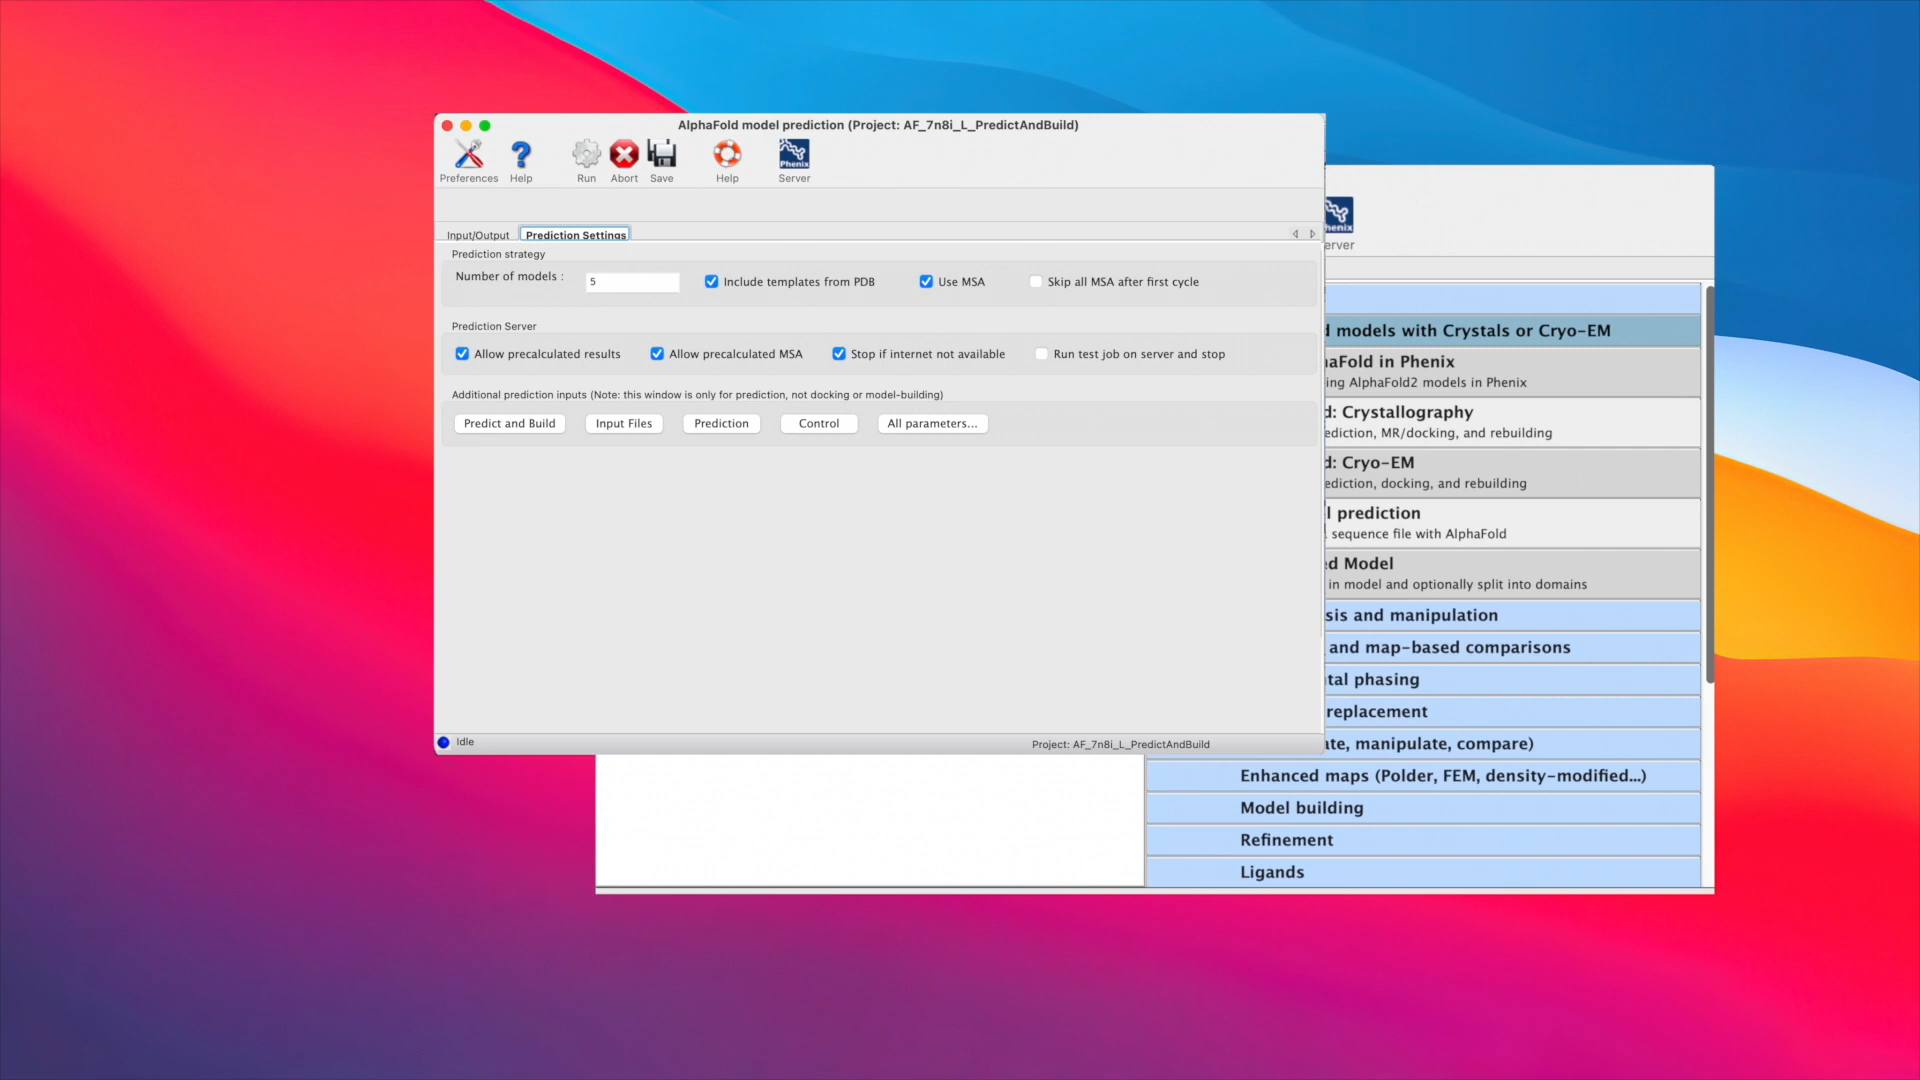 AlphaFold model prediction (Project: AF_7n8i_L_PredictAndBuild)
Preferences Help Run Abort Save Help Phenix Server
Input/Output Prediction Settings
Prediction strategy
Number of models : 5 Include templates from PDB Use MSA Skip all MSA after first cycle
Prediction Server
Allow precalculated results Allow precalculated MSA Stop if internet not available Run test job on server and stop
Additional prediction inputs (Note: this window is only for prediction, not docking or model-building)
Predict and Build Input Files Prediction Control All parameters...
Idle
Project: AF_7n8i_L_PredictAndBuild
henix
erver
d models with Crystals or Cryo-EM
aFold in Phenix
ing AlphaFold2 models in Phenix
d: Crystallography
ediction, MR/docking, and rebuilding
d: Cryo-EM
ediction, docking, and rebuilding
l prediction
sequence file with AlphaFold
ed Model
in model and optionally split into domains
sis and manipulation
and map-based comparisons
tal phasing
replacement
ate, manipulate, compare)
Enhanced maps (Polder, FEM, density-modified...)
Model building
Refinement
Ligands